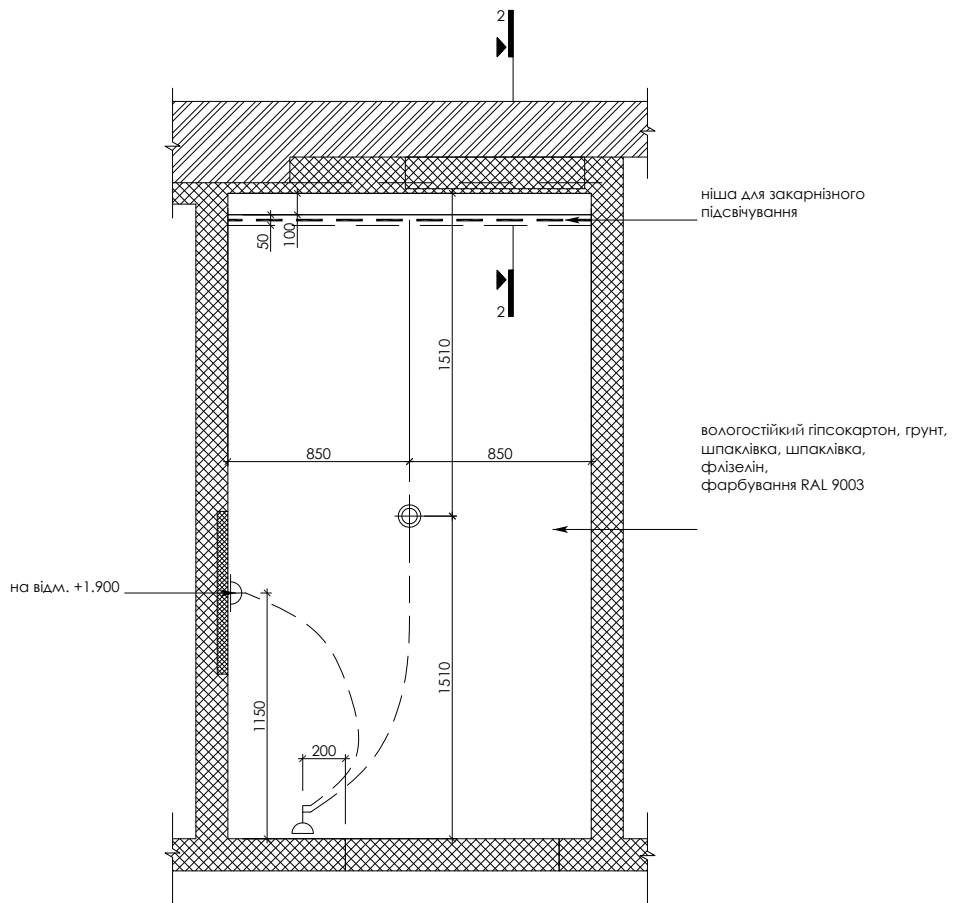 2
ніша для закарнізного
підсвічування
50
100
2
1510
вологостійкий гіпсокартон, грунт,
шпаклівка, шпаклівка,
флізелін,
фарбування RAL 9003
850
850
на відм. +1.900
1150
1510
200